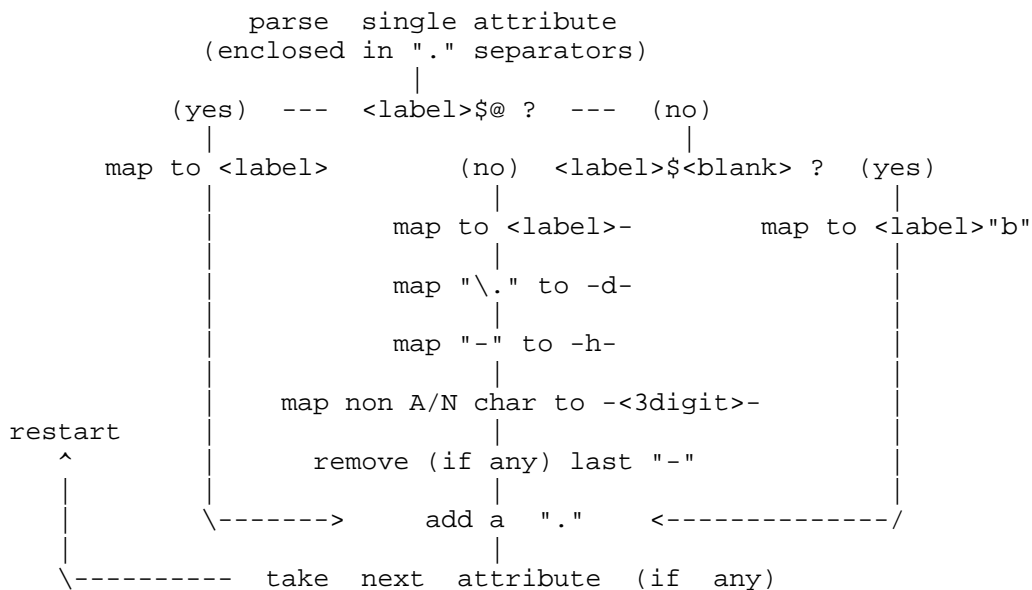 parse single attribute
(enclosed in "." separators)
|
(yes) --- <label>$@ ? --- (no)
| |
map to <label> (no) <label>$<blank> ? (yes)
| | |
| map to <label>- map to <label>"b"
| | |
| map "\." to -d- |
| | |
| map "-" to -h- |
| | |
| map non A/N char to -<3digit>- |
restart | | |
^ | remove (if any) last "-" |
| | | |
| \-------> add a "." <--------------/
| |
\---------- take next attribute (if any)